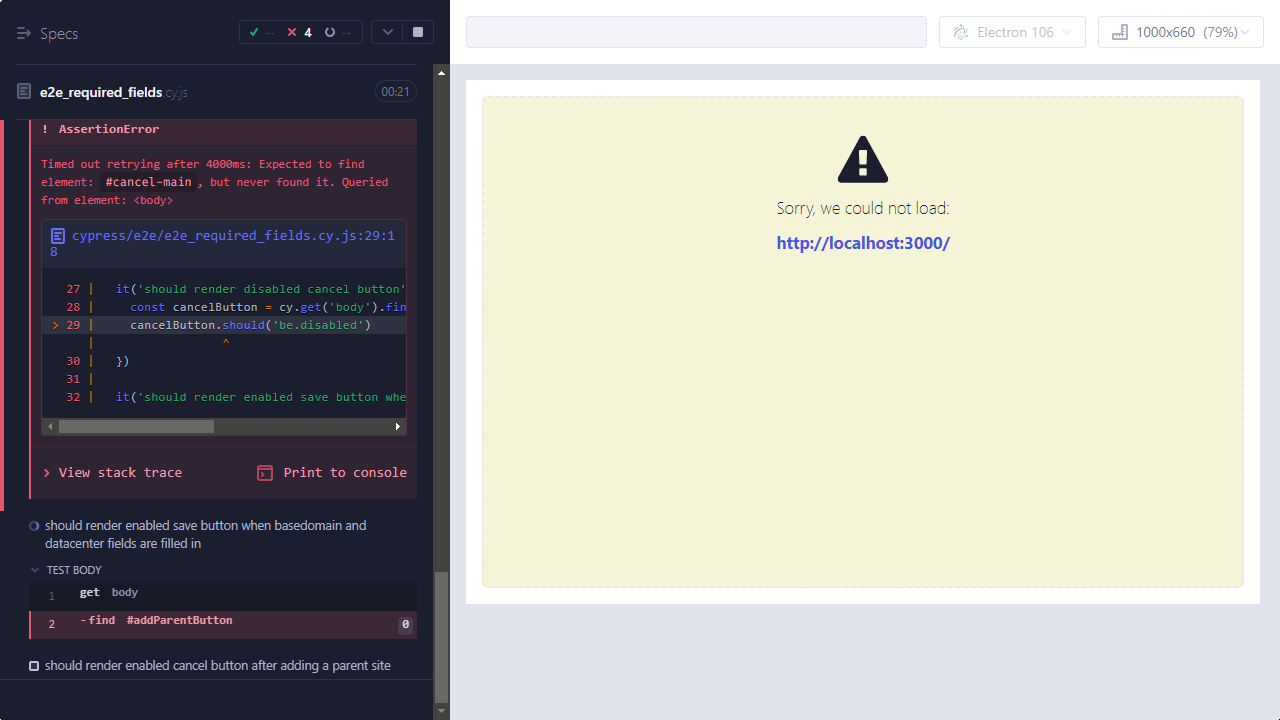 Specs
--
4
--
e2e_required_fields.cy.js
00:21
! AssertionError
Timed out retrying after 4000ms: Expected to find
element: #cancel-main, but never found it. Queried
from element: <body>
cypress/e2e/e2e_required_fields.cy.js:29:1
8
27 | it('should render disabled cancel button'
28 | const cancelButton = cy.get('body').fin
> 29 | cancelButton.should('be.disabled')
| ^
30 | })
31 |
32 | it('should render enabled save button whe
View stack trace
Print to console
should render enabled save button when basedomain and
datacenter fields are filled in
TEST BODY
1 get body
2 -find #addParentButton 0
should render enabled cancel button after adding a parent site
Electron 106
1000x660 (79%)
Sorry, we could not load:
http://localhost:3000/